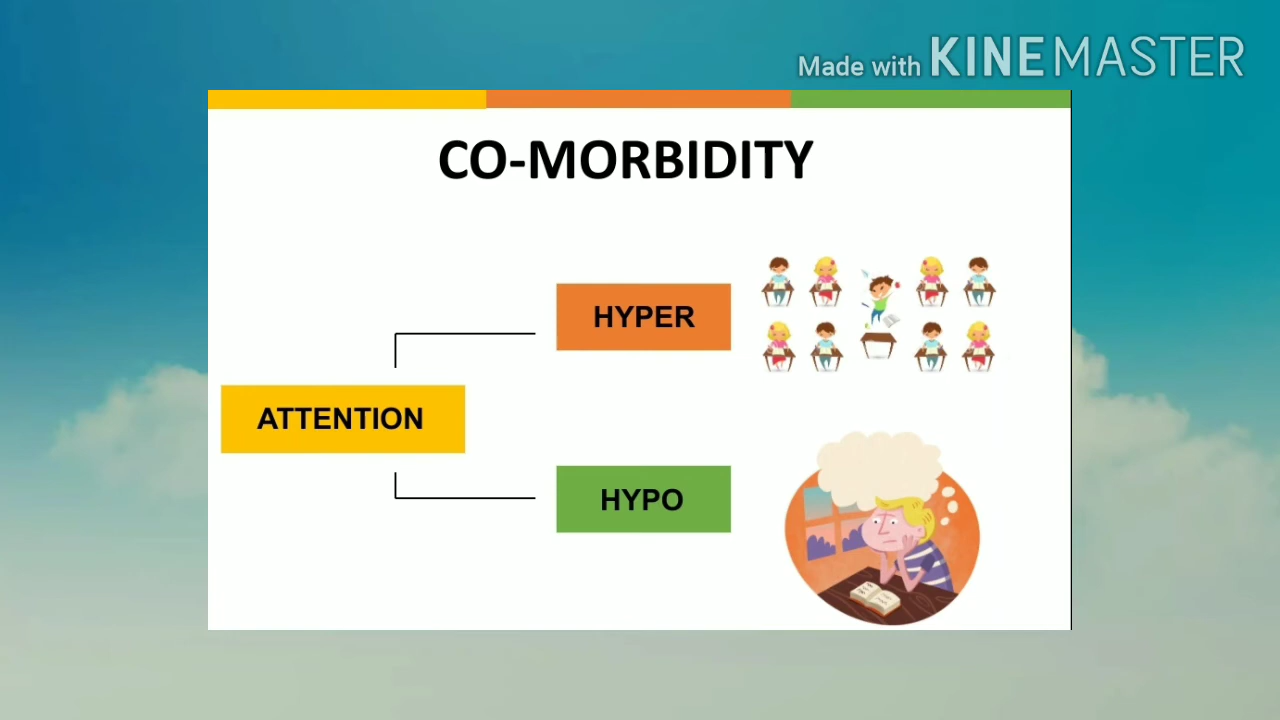 Made with KINEMASTER
CO-MORBIDITY
HYPER
ATTENTION
HYPO